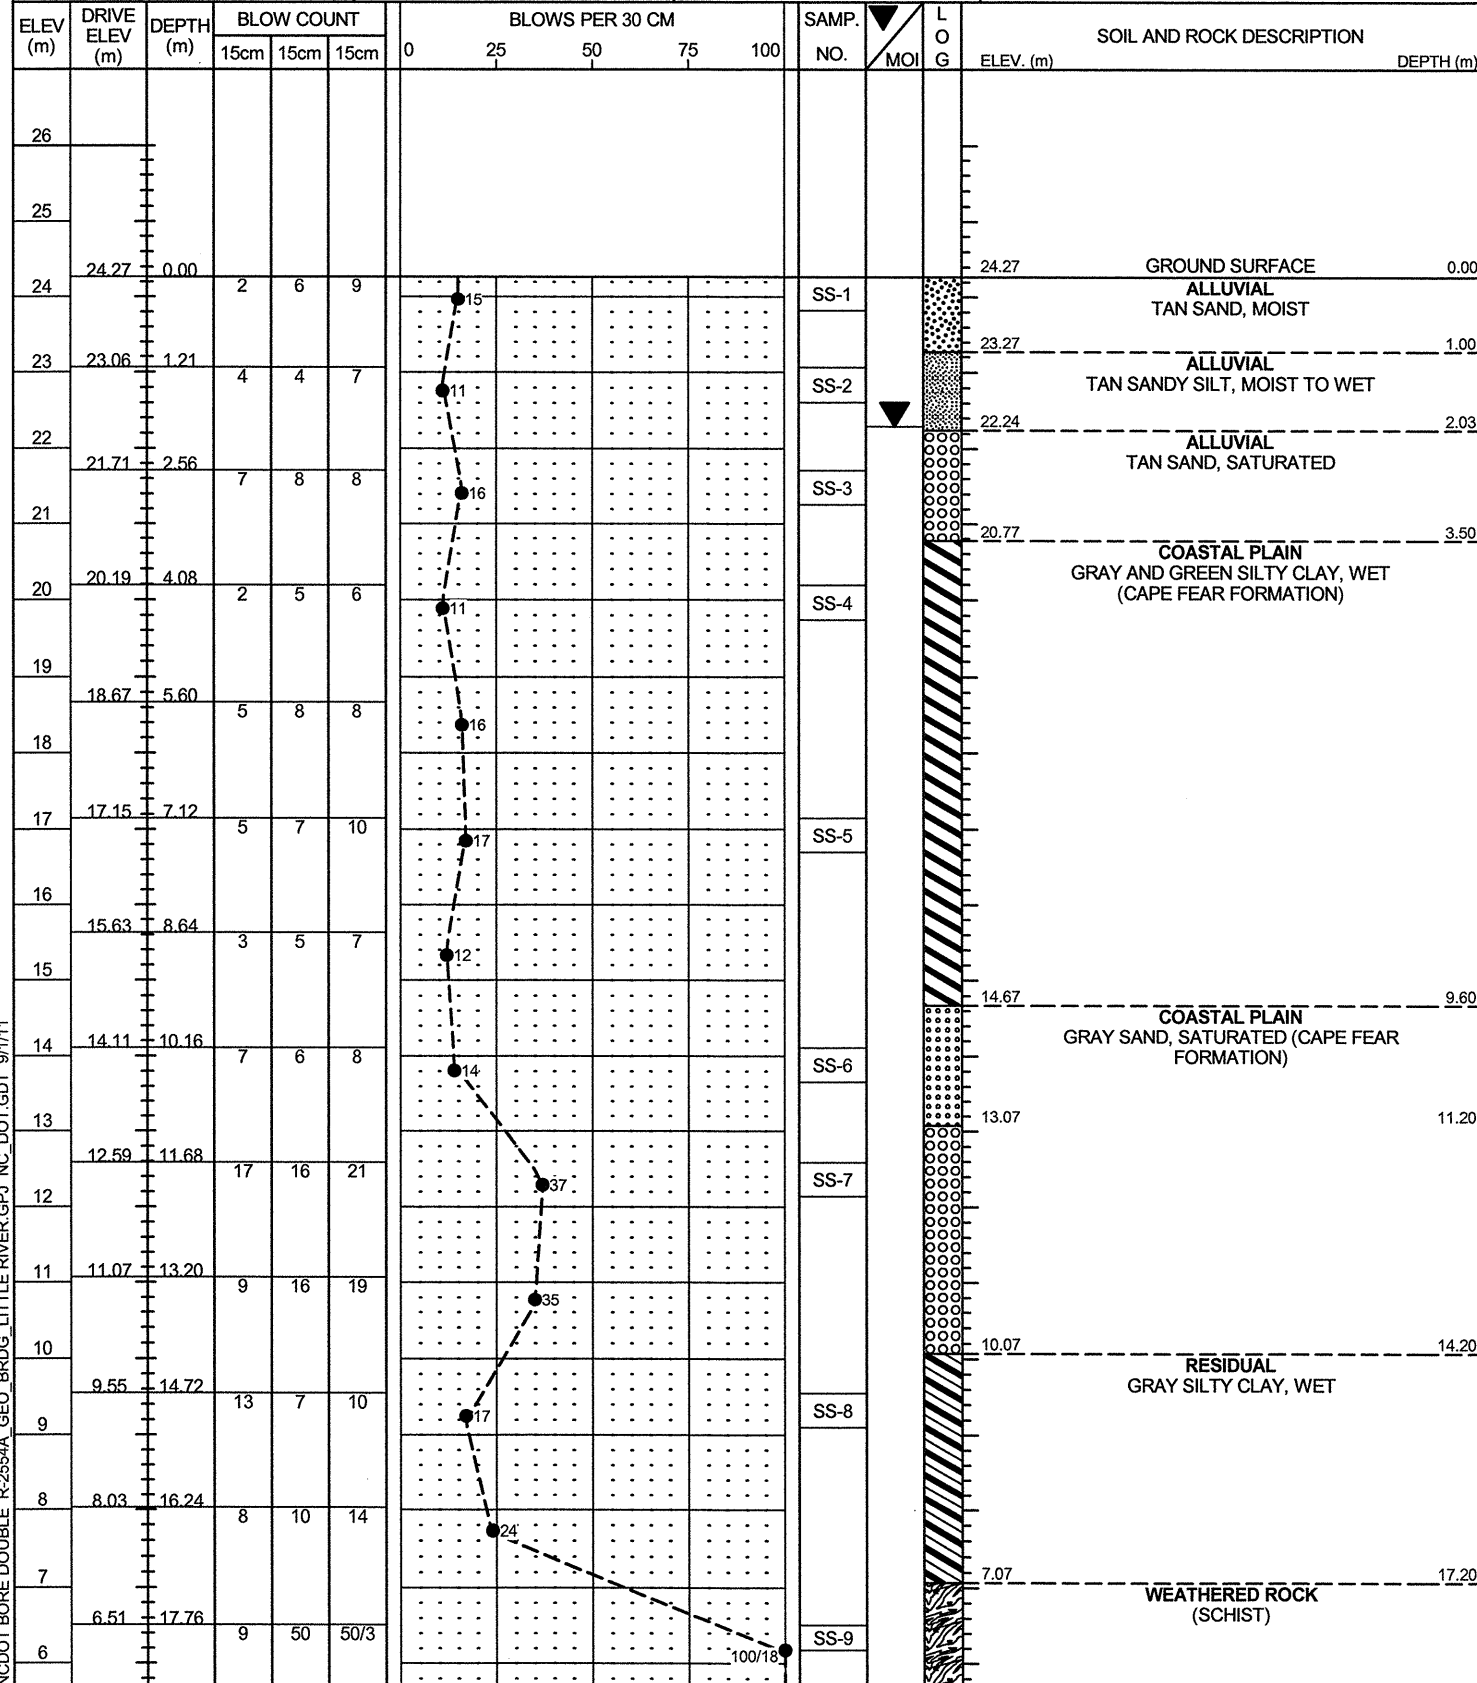 ELEV (m) DRIVE ELEV (m) DEPTH (m) BLOW COUNT BLOWS PER 30 CM SAMP. NO. MOI LOG SOIL AND ROCK DESCRIPTION
15cm 15cm 15cm 0 25 50 75 100 ELEV. (m) DEPTH (m)
26
25
24.27 0.00 24.27 GROUND SURFACE 0.00
24 2 6 9 15 SS-1 ALLUVIAL
TAN SAND, MOIST
23.27 1.00
23 23.06 1.21 ALLUVIAL
4 4 7 11 SS-2 TAN SANDY SILT, MOIST TO WET
22.24 2.03
22 ALLUVIAL
21.71 2.56 TAN SAND, SATURATED
7 8 8 16 SS-3
21
20.77 3.50
COASTAL PLAIN
20.19 4.08 GRAY AND GREEN SILTY CLAY, WET
20 2 5 6 11 SS-4 (CAPE FEAR FORMATION)
19
18.67 5.60
5 8 8 16
18
17.15 7.12
17 5 7 10 17 SS-5
16
15.63 8.64
3 5 7 12
15
14.67 9.60
COASTAL PLAIN
14.11 10.16 GRAY SAND, SATURATED (CAPE FEAR
14 7 6 8 14 SS-6 FORMATION)
13 13.07 11.20
12.59 11.68
17 16 21 37 SS-7
12
11.07 13.20
11 9 16 19 35
10 10.07 14.20
RESIDUAL
9.55 14.72 GRAY SILTY CLAY, WET
13 7 10 17 SS-8
9
8.03 16.24
8 8 10 14 24
7 7.07 17.20
WEATHERED ROCK
6.51 17.76 (SCHIST)
9 50 50/3 SS-9
6 100/18
NCDOT BORE DOUBLE R-2554A_GEO_BRDG_LITTLE RIVER.GPJ NC_DOT.GDT 9/1/11